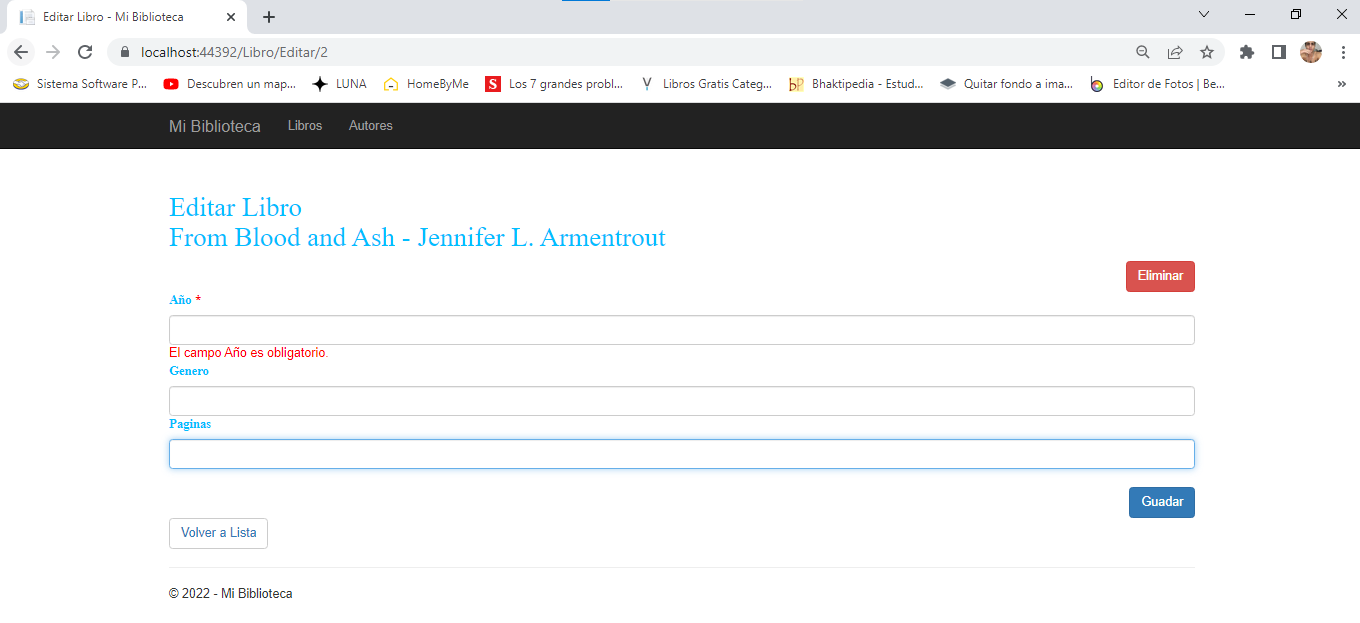 Editar Libro - Mi Biblioteca
localhost:44392/Libro/Editar/2
Sistema Software P... Descubren un map... LUNA HomeByMe S Los 7 grandes probl... Libros Gratis Categ... Bhaktipedia - Estud... Quitar fondo a ima... Editor de Fotos | Be... »
Mi Biblioteca Libros Autores
Editar Libro
From Blood and Ash - Jennifer L. Armentrout
Eliminar
Año *
El campo Año es obligatorio.
Genero
Paginas
Guadar
Volver a Lista
© 2022 - Mi Biblioteca